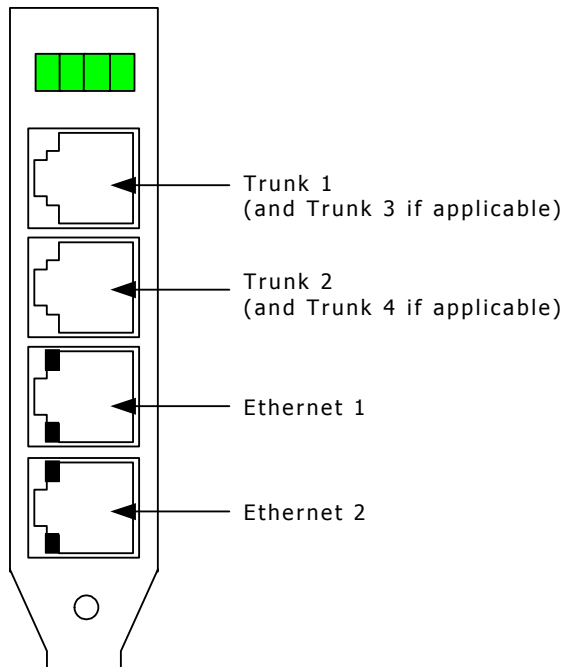 Trunk 1
(and Trunk 3 if applicable)
Trunk 2
(and Trunk 4 if applicable)
Ethernet 1
Ethernet 2